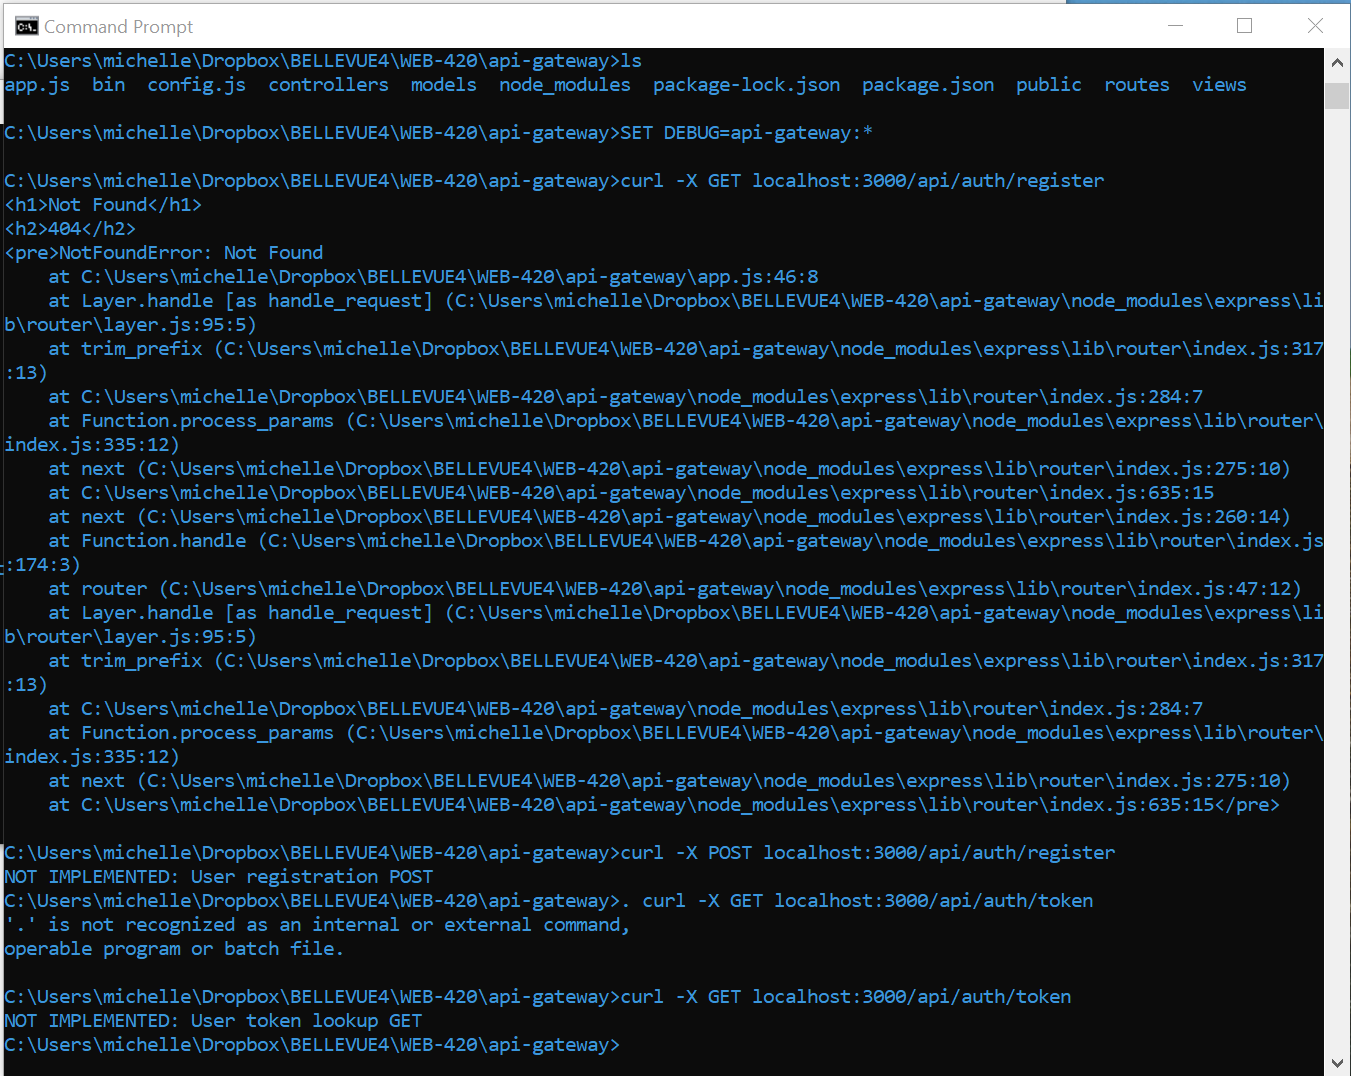 Command Prompt
C:\Users\michelle\Dropbox\BELLEVUE4\WEB-420\api-gateway>ls
app.js  bin  config.js  controllers  models  node_modules  package-lock.json  package.json  public  routes  views
C:\Users\michelle\Dropbox\BELLEVUE4\WEB-420\api-gateway>SET DEBUG=api-gateway:*
C:\Users\michelle\Dropbox\BELLEVUE4\WEB-420\api-gateway>curl -X GET localhost:3000/api/auth/register
<h1>Not Found</h1>
<h2>404</h2>
<pre>NotFoundError: Not Found
    at C:\Users\michelle\Dropbox\BELLEVUE4\WEB-420\api-gateway\app.js:46:8
    at Layer.handle [as handle_request] (C:\Users\michelle\Dropbox\BELLEVUE4\WEB-420\api-gateway\node_modules\express\li
b\router\layer.js:95:5)
    at trim_prefix (C:\Users\michelle\Dropbox\BELLEVUE4\WEB-420\api-gateway\node_modules\express\lib\router\index.js:317
:13)
    at C:\Users\michelle\Dropbox\BELLEVUE4\WEB-420\api-gateway\node_modules\express\lib\router\index.js:284:7
    at Function.process_params (C:\Users\michelle\Dropbox\BELLEVUE4\WEB-420\api-gateway\node_modules\express\lib\router\
index.js:335:12)
    at next (C:\Users\michelle\Dropbox\BELLEVUE4\WEB-420\api-gateway\node_modules\express\lib\router\index.js:275:10)
    at C:\Users\michelle\Dropbox\BELLEVUE4\WEB-420\api-gateway\node_modules\express\lib\router\index.js:635:15
    at next (C:\Users\michelle\Dropbox\BELLEVUE4\WEB-420\api-gateway\node_modules\express\lib\router\index.js:260:14)
    at Function.handle (C:\Users\michelle\Dropbox\BELLEVUE4\WEB-420\api-gateway\node_modules\express\lib\router\index.js
:174:3)
    at router (C:\Users\michelle\Dropbox\BELLEVUE4\WEB-420\api-gateway\node_modules\express\lib\router\index.js:47:12)
    at Layer.handle [as handle_request] (C:\Users\michelle\Dropbox\BELLEVUE4\WEB-420\api-gateway\node_modules\express\li
b\router\layer.js:95:5)
    at trim_prefix (C:\Users\michelle\Dropbox\BELLEVUE4\WEB-420\api-gateway\node_modules\express\lib\router\index.js:317
:13)
    at C:\Users\michelle\Dropbox\BELLEVUE4\WEB-420\api-gateway\node_modules\express\lib\router\index.js:284:7
    at Function.process_params (C:\Users\michelle\Dropbox\BELLEVUE4\WEB-420\api-gateway\node_modules\express\lib\router\
index.js:335:12)
    at next (C:\Users\michelle\Dropbox\BELLEVUE4\WEB-420\api-gateway\node_modules\express\lib\router\index.js:275:10)
    at C:\Users\michelle\Dropbox\BELLEVUE4\WEB-420\api-gateway\node_modules\express\lib\router\index.js:635:15</pre>
C:\Users\michelle\Dropbox\BELLEVUE4\WEB-420\api-gateway>curl -X POST localhost:3000/api/auth/register
NOT IMPLEMENTED: User registration POST
C:\Users\michelle\Dropbox\BELLEVUE4\WEB-420\api-gateway>. curl -X GET localhost:3000/api/auth/token
'.' is not recognized as an internal or external command,
operable program or batch file.
C:\Users\michelle\Dropbox\BELLEVUE4\WEB-420\api-gateway>curl -X GET localhost:3000/api/auth/token
NOT IMPLEMENTED: User token lookup GET
C:\Users\michelle\Dropbox\BELLEVUE4\WEB-420\api-gateway>